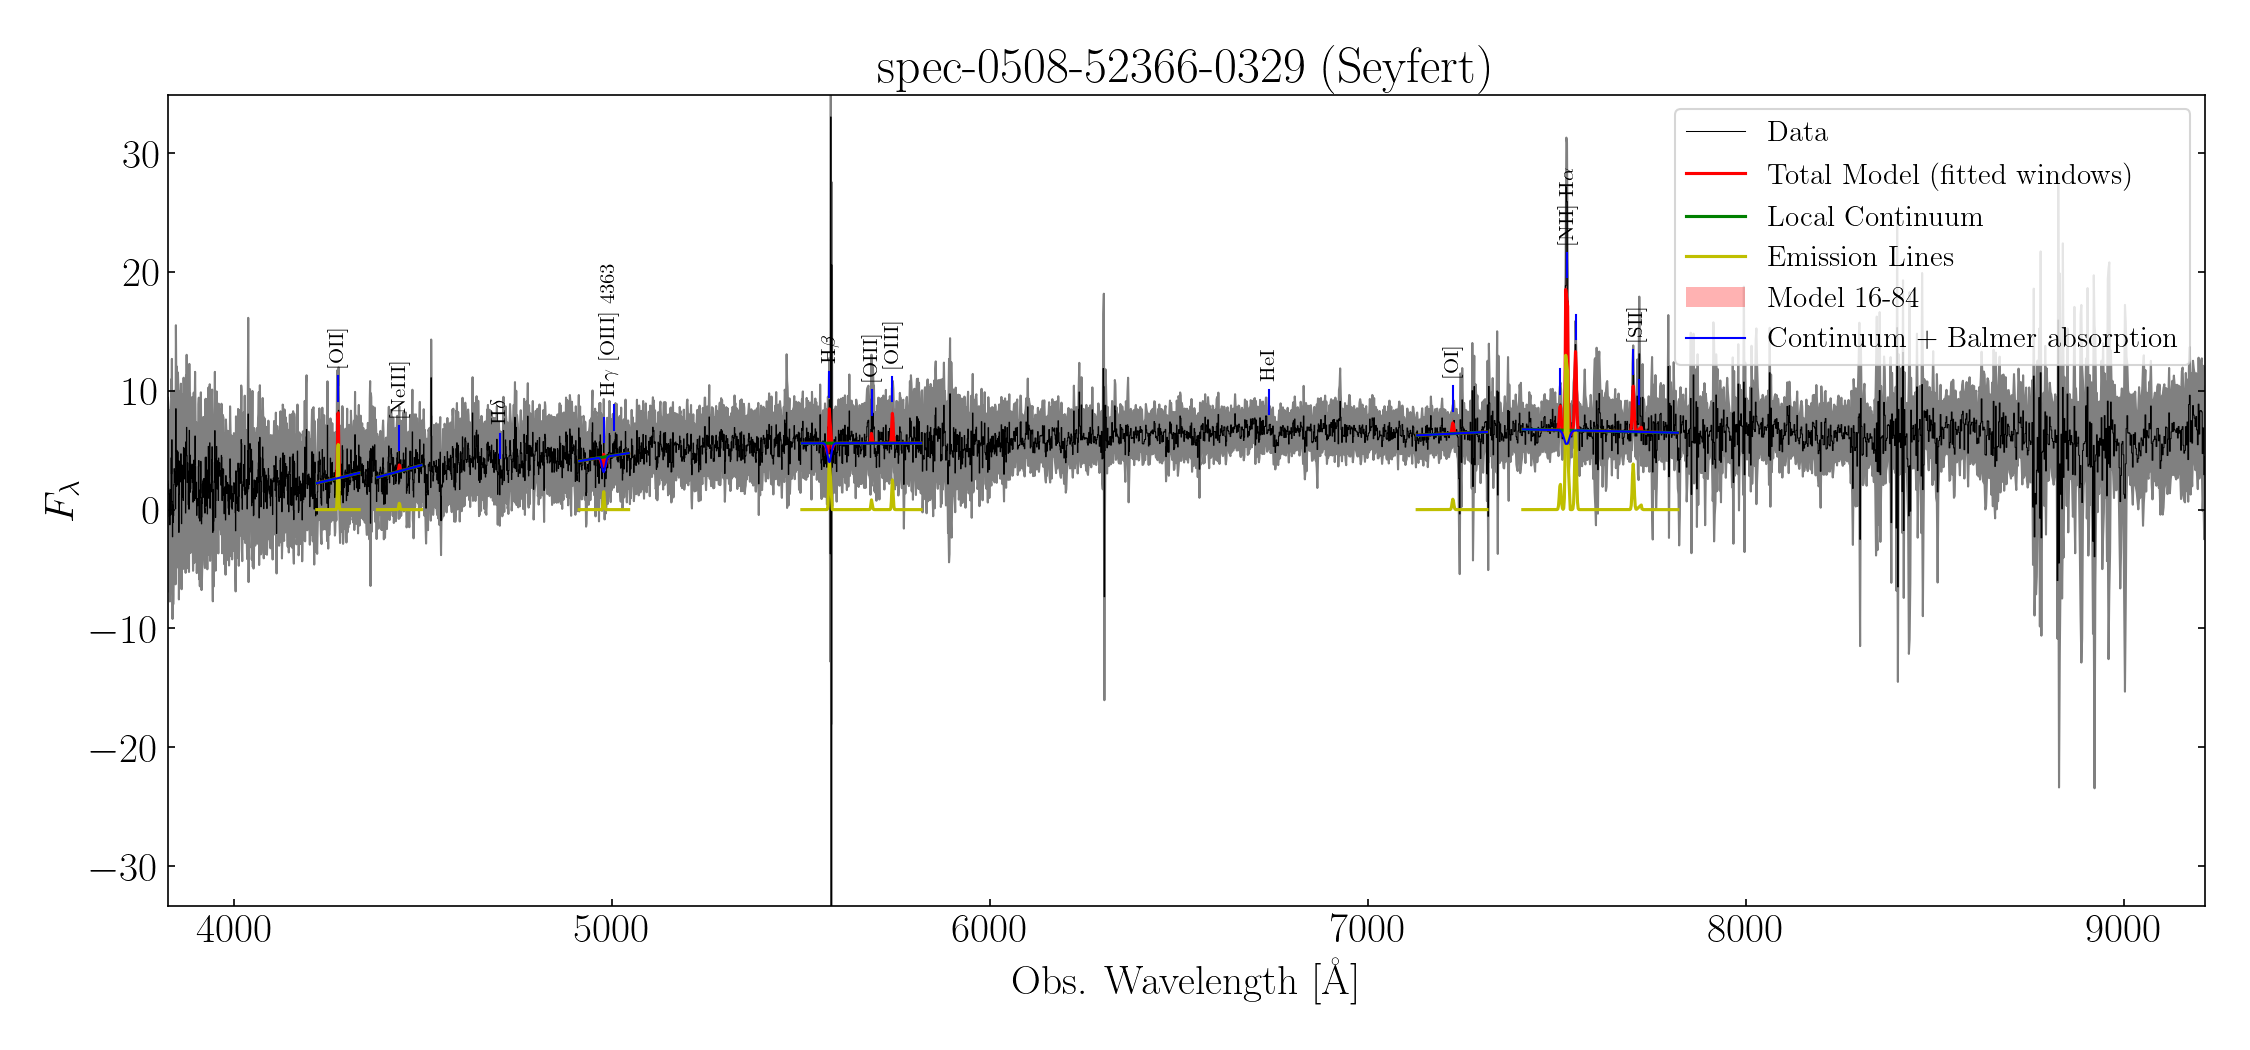 spec-0508-52366-0329 (Seyfert)
Data
Total Model (fitted windows)
Local Continuum
Emission Lines
Model 16-84
Continuum + Balmer absorption
[OII]
[NeIII]
Hδ
Hγ [OIII] 4363
Hβ
[OIII]
[OIII]
HeI
[OI]
[NII] Hα
[SII]
30
20
10
0
−10
−20
−30
Fλ
4000
5000
6000
7000
8000
9000
Obs. Wavelength [Å]